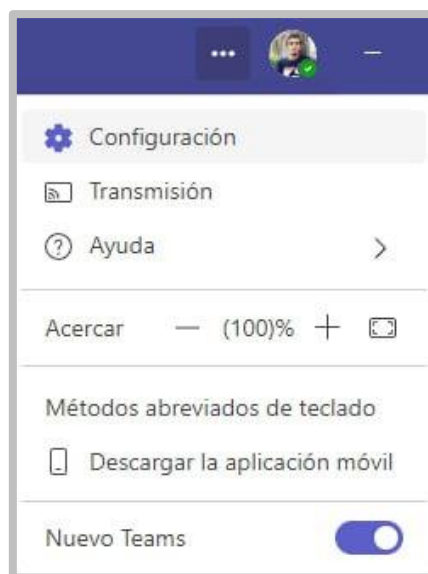 Configuración
Transmisión
Ayuda
Acercar — (100)% +
Métodos abreviados de teclado
Descargar la aplicación móvil
Nuevo Teams